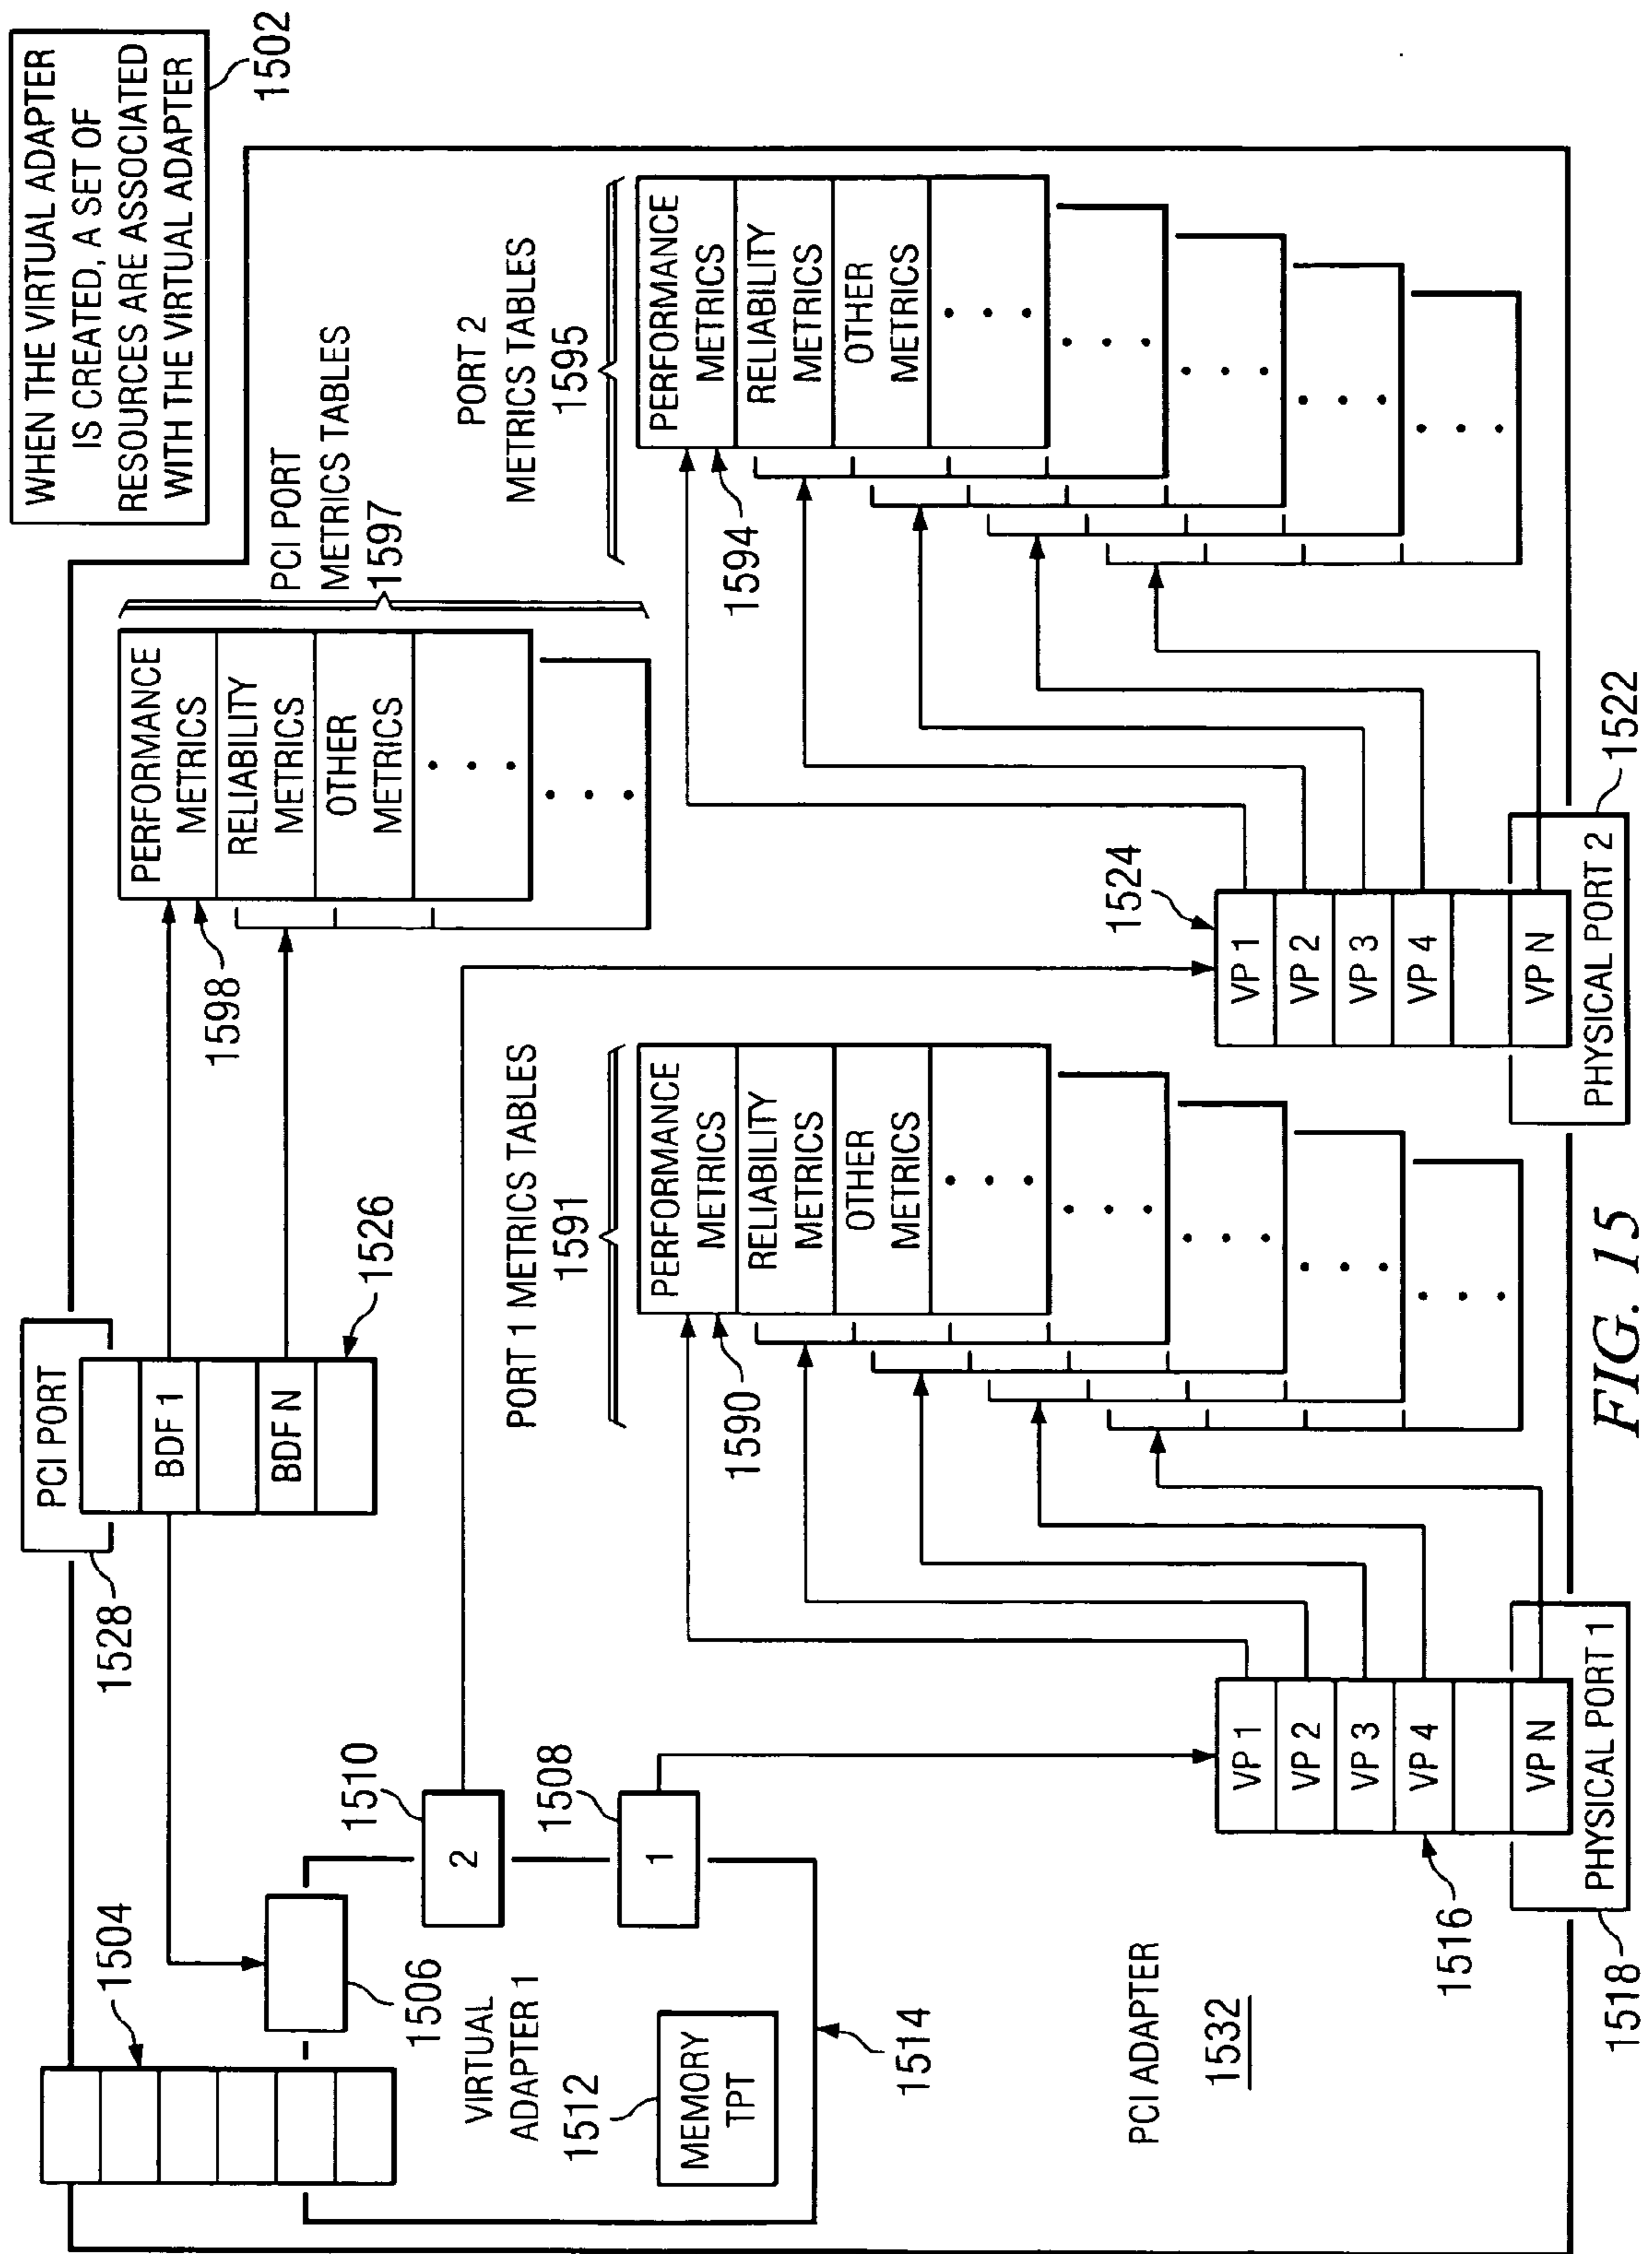 WHEN THE VIRTUAL ADAPTER
IS CREATED, A SET OF
RESOURCES ARE ASSOCIATED
WITH THE VIRTUAL ADAPTER
1502
1504
1528
PCI PORT
BDF 1
BDF N
1526
PERFORMANCE
METRICS
RELIABILITY
METRICS
OTHER
METRICS
1598
PCI PORT
METRICS TABLES
1597
1506
VIRTUAL
ADAPTER 1
1512
MEMORY
TPT
1514
1510
2
1508
1
PORT 1 METRICS TABLES
1591
PERFORMANCE
METRICS
RELIABILITY
METRICS
OTHER
METRICS
1590
PORT 2
METRICS TABLES
1595
PERFORMANCE
METRICS
RELIABILITY
METRICS
OTHER
METRICS
1594
PCI ADAPTER
1532
1516
VP 1
VP 2
VP 3
VP 4
VP N
PHYSICAL PORT 1
1518
1524
VP 1
VP 2
VP 3
VP 4
VP N
PHYSICAL PORT 2
1522
FIG. 15